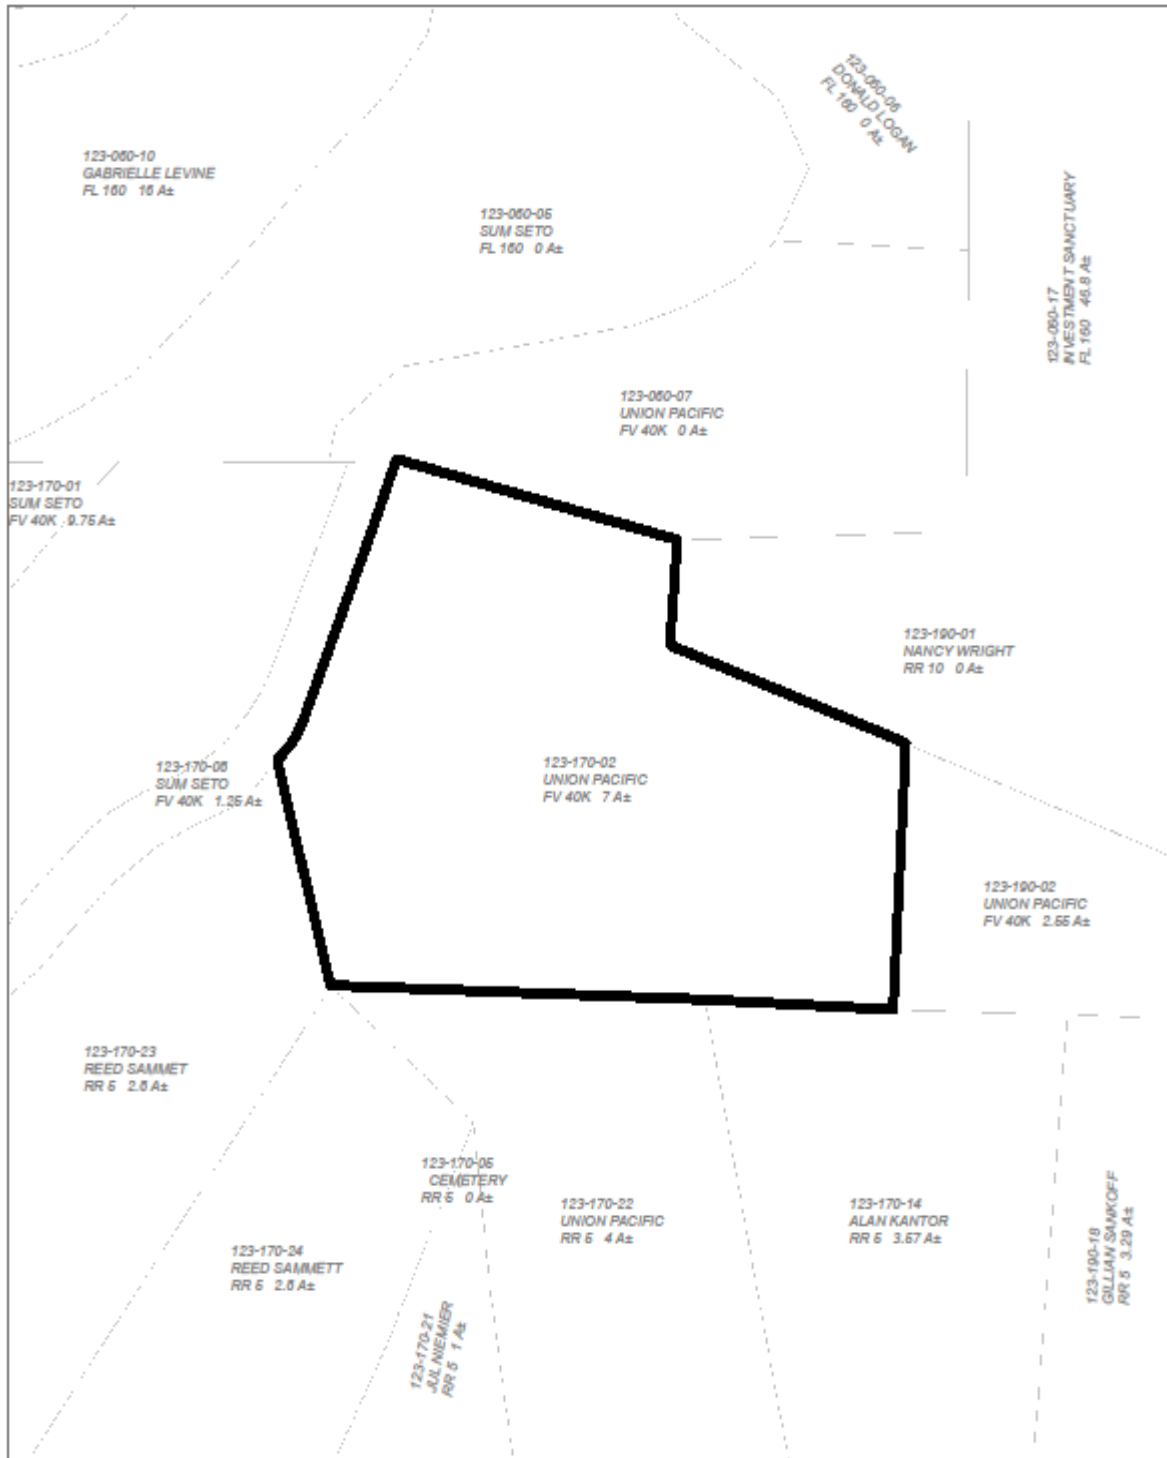 123-060-06
DONALD LOGAN
FL 160 0 A±
123-060-10
GABRIELLE LEVINE
FL 160 16 A±
123-060-05
SUM SETO
FL 160 0 A±
123-060-17
INVESTMENT SANCTUARY
FL 160 46.8 A±
123-060-07
UNION PACIFIC
FV 40K 0 A±
123-170-01
SUM SETO
FV 40K 9.75 A±
123-190-01
NANCY WRIGHT
RR 10 0 A±
123-170-06
SUM SETO
FV 40K 1.25 A±
123-170-02
UNION PACIFIC
FV 40K 7 A±
123-190-02
UNION PACIFIC
FV 40K 2.55 A±
123-170-23
REED SAMMET
RR 5 2.6 A±
123-170-05
CEMETERY
RR 5 0 A±
123-170-22
UNION PACIFIC
RR 5 4 A±
123-170-14
ALAN KANTOR
RR 5 3.57 A±
123-190-18
GILLIAN SANKOFF
RR 5 3.29 A±
123-170-24
REED SAMMETT
RR 5 2.6 A±
123-170-21
JUL NIEMIER
RR 5 1 A±